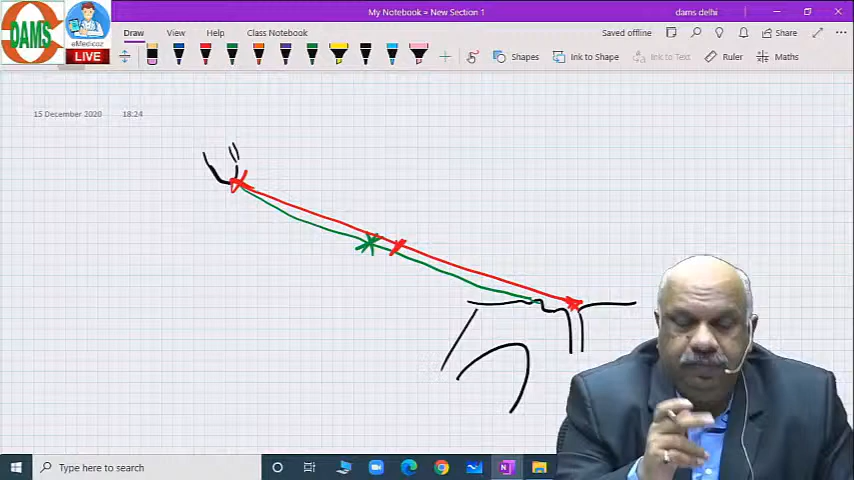 My Notebook = New Section 1
dams delhi
DAMS
eMedicoz
LIVE
Draw
View
Help
Class Notebook
Saved offline
Share
Shapes
Ink to Shape
Ink to Text
Ruler
Maths
15 December 2020
18:24
Type here to search